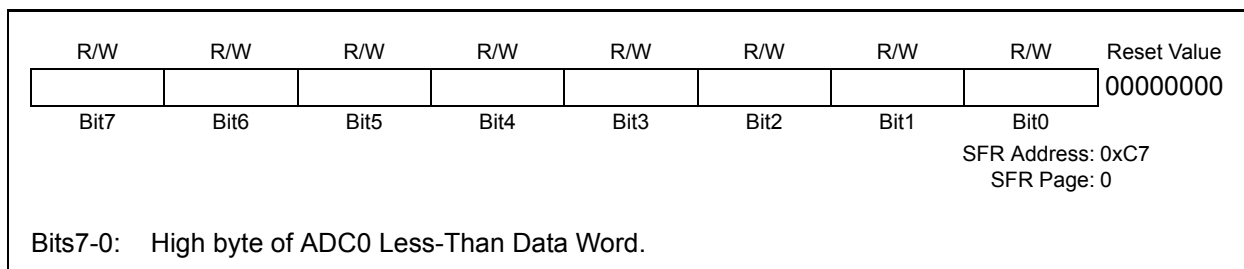 R/W R/W R/W R/W R/W R/W R/W R/W Reset Value
00000000
Bit7 Bit6 Bit5 Bit4 Bit3 Bit2 Bit1 Bit0
SFR Address: 0xC7
SFR Page: 0
Bits7-0: High byte of ADC0 Less-Than Data Word.